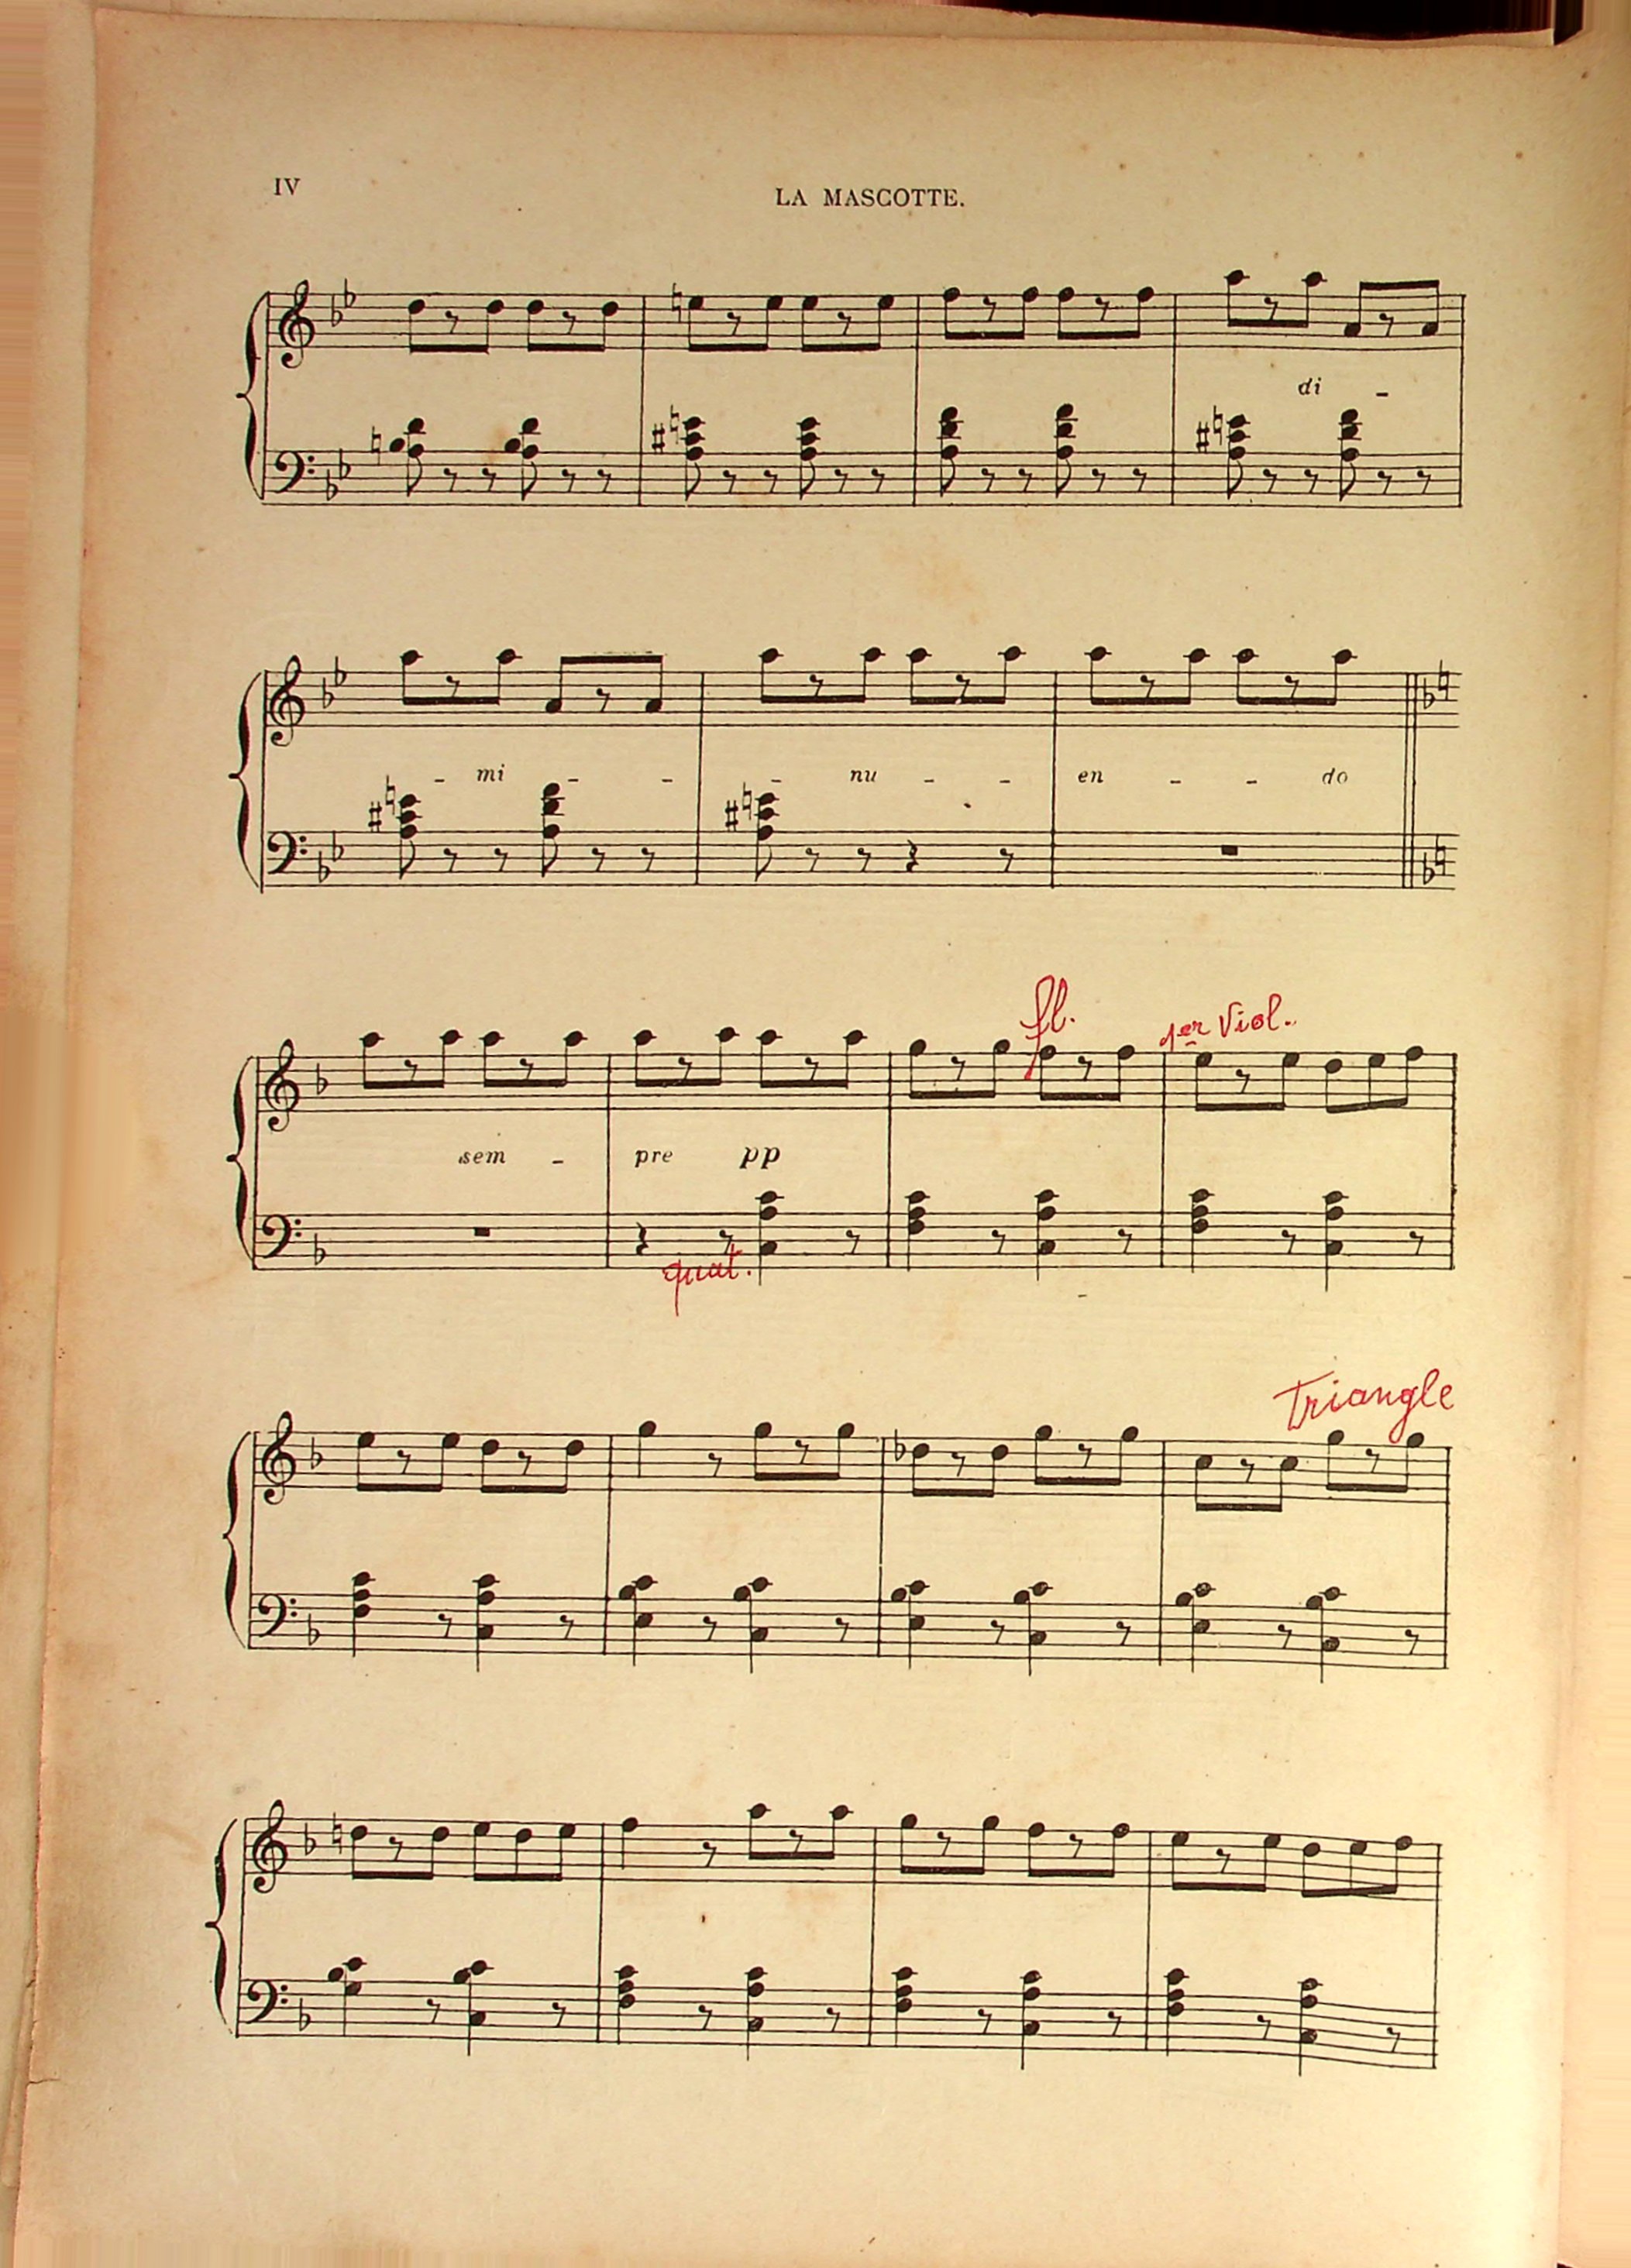 IV
LA MASCOTTE.
di -
- mi - - - nu - - en - - do
fl. 1er Viol.
sem - pre pp
quat.
Triangle